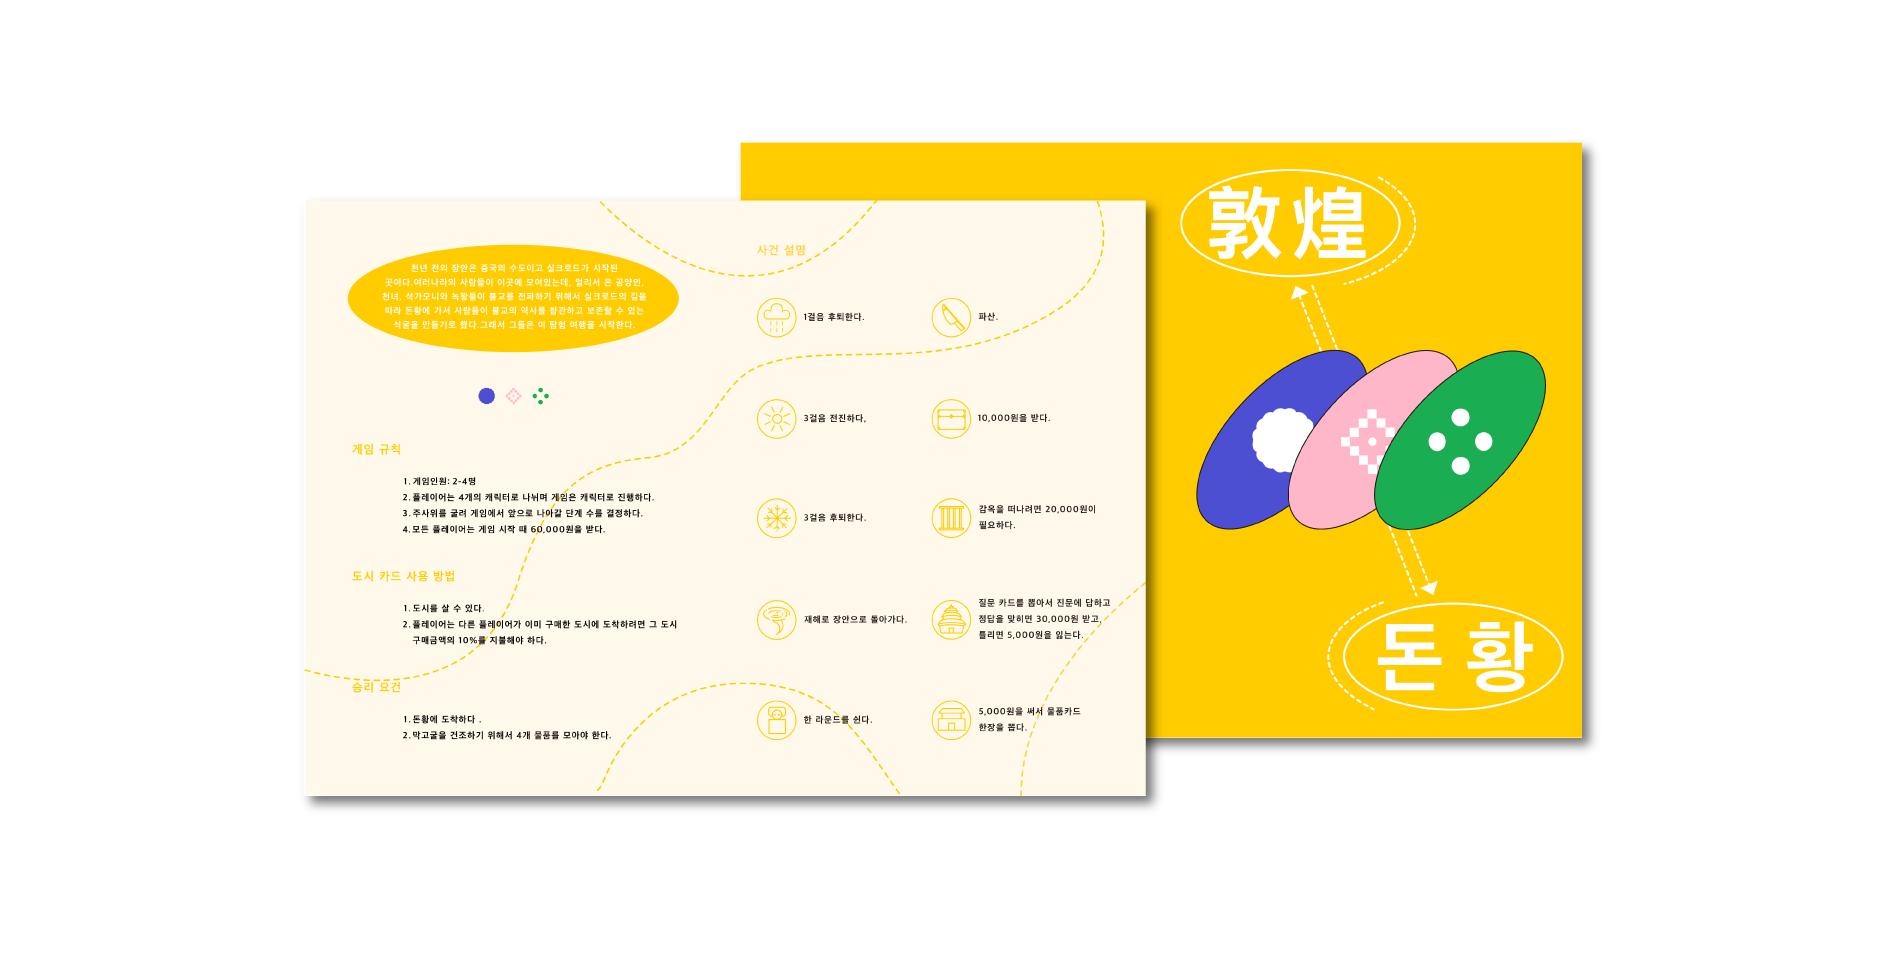 천년 전의 장안은 중국의 수도이고 실크로드가 시작된
곳이다.여러나라의 사람들이 이곳에 모여있는데, 멀리서 온 공양인,
천녀, 석가모니와 녹왕들이 불교를 전파하기 위해서 실크로드의 길을
따라 돈황에 가서 사람들이 불교의 역사를 참관하고 보존할 수 있는
석굴을 만들기로 했다.그래서 그들은 이 탐험 여행을 시작한다.
게임 규칙
1. 게임인원: 2-4명
2. 플레이어는 4개의 캐릭터로 나뉘며 게임은 캐릭터로 진행하다.
3. 주사위를 굴려 게임에서 앞으로 나아갈 단계 수를 결정하다.
4. 모든 플레이어는 게임 시작 때 60,000원을 받다.
도시 카드 사용 방법
1. 도시를 살 수 있다.
2. 플레이어는 다른 플레이어가 이미 구매한 도시에 도착하려면 그 도시
구매금액의 10%를 지불해야 하다.
승리 요건
1. 돈황에 도착하다 .
2. 막고굴을 건조하기 위해서 4개 물품를 모아야 한다.
사건 설명
1걸음 후퇴한다.
파산.
3걸음 전진하다,
10,000원을 받다.
3걸음 후퇴한다.
감옥을 떠나려면 20,000원이
필요하다.
재해로 장안으로 돌아가다.
질문 카드를 뽑아서 진문에 답하고
정답을 맞히면 30,000원 받고,
틀리면 5,000원을 잃는다.
한 라운드를 쉰다.
5,000원을 써서 물품카드
한장을 뽑다.
敦煌
돈황